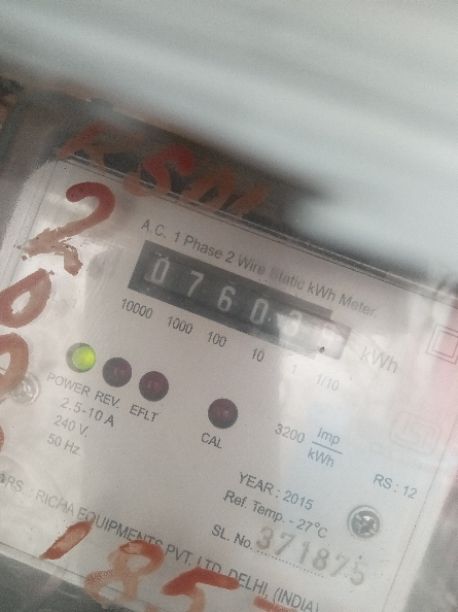 A.C. 1 Phase 2 Wire Static kWh Meter
0760
kWh
10000 1000 100 10 1 1/10
POWER REV. EFLT
CAL
2.5-10 A
240 V.
50 Hz
3200 Imp/kWh
RS : 12
YEAR : 2015
Ref. Temp. - 27°C
SL. No. 371875
RS : RICHA EQUIPMENTS PVT. LTD. DELHI, (INDIA)
185